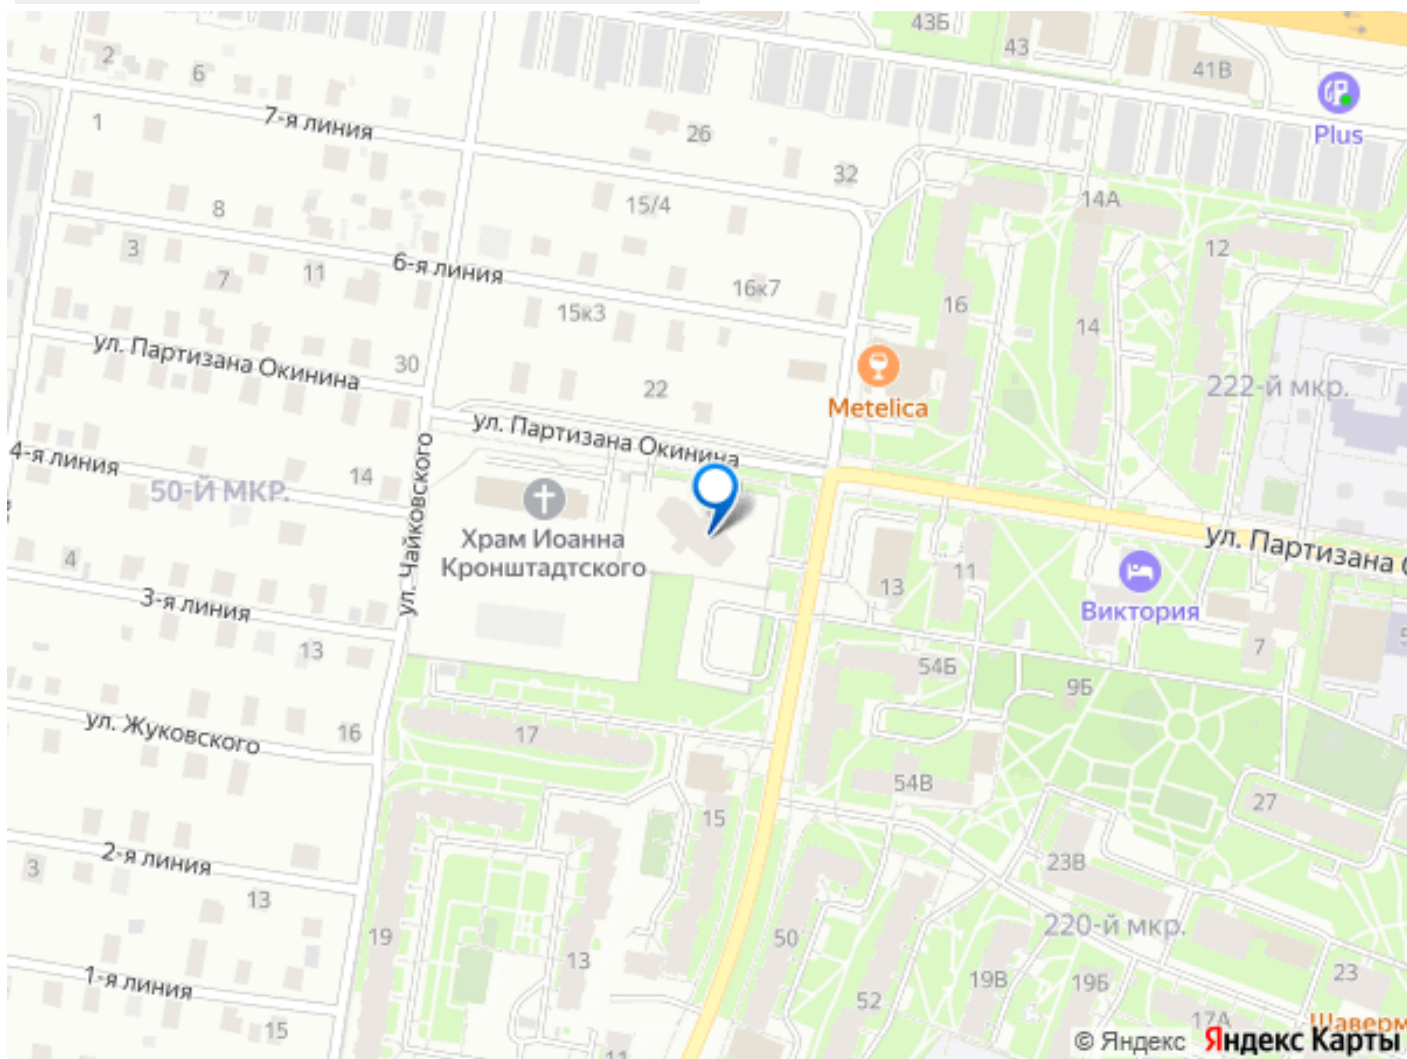 43Б
43
2
6
41В
Plus
1
7-я линия
26
32
14А
8
15/4
12
3
7
11
6-я линия
16к7
16
15к3
14
ул. Партизана Окинина
30
22
Metelica
222-й мкр.
ул. Партизана Окинина
4-я линия
14
50-Й МКР.
ул. Чайковского
Храм Иоанна
Кронштадтского
ул. Партизана О
4
13
11
Виктория
3-я линия
13
7
5
54Б
9Б
ул. Жуковского
16
17
54В
27
15
2-я линия
3
13
23В
19
50
220-й мкр.
13
1-я линия
15
52
19В
19Б
23
17А
11
Шаверм
© Яндекс Яндекс Карты